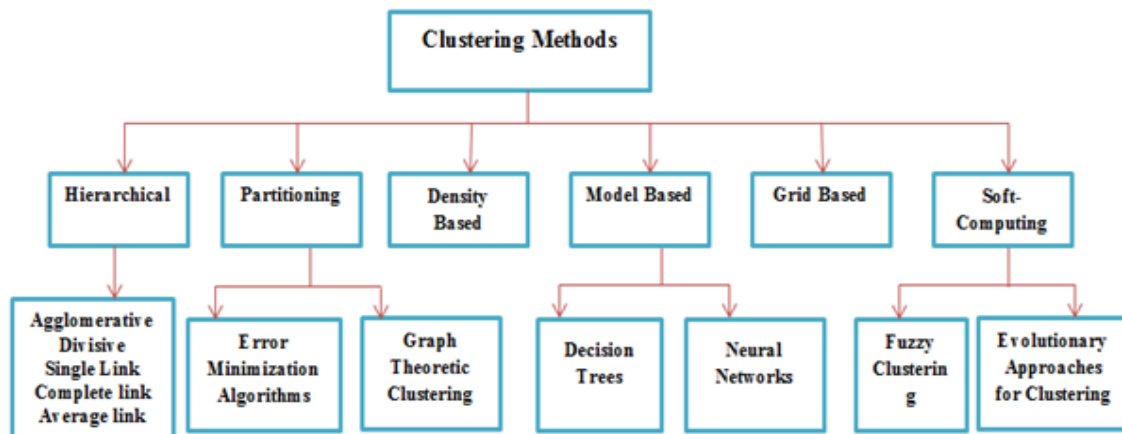 Clustering Methods
Hierarchical
Partitioning
Density
Based
Model Based
Grid Based
Soft-
Computing
Agglomerative
Divisive
Single Link
Complete link
Average link
Error
Minimization
Algorithms
Graph
Theoretic
Clustering
Decision
Trees
Neural
Networks
Fuzzy
Clusterin
g
Evolutionary
Approaches
for Clustering